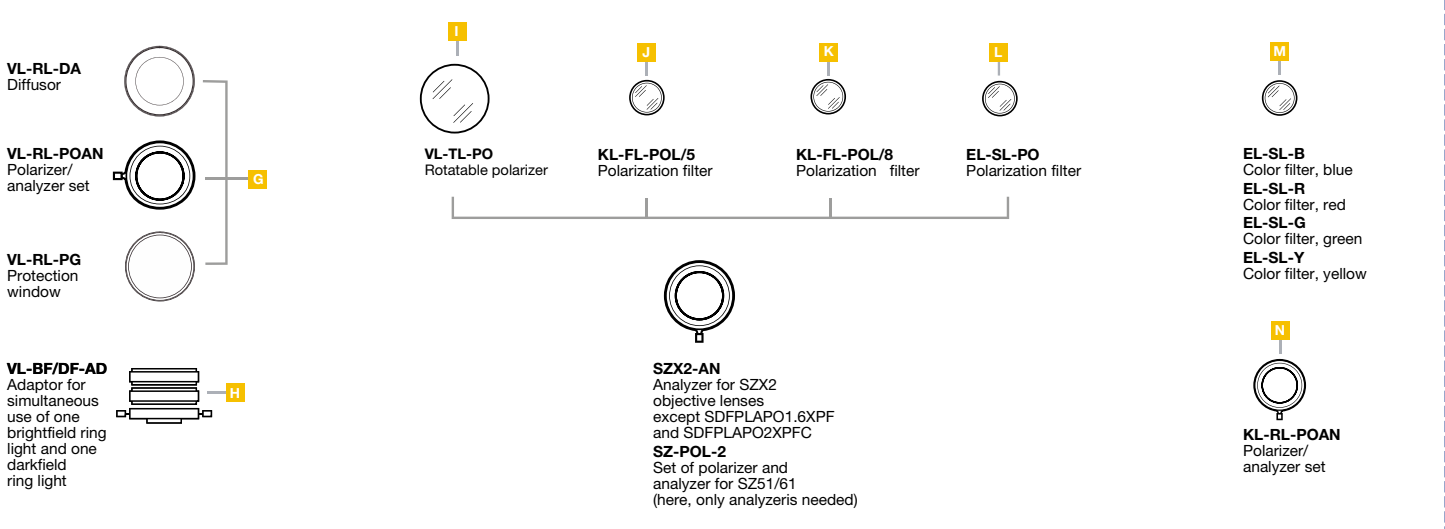 VL-RL-DA
Diffusor
VL-RL-POAN
Polarizer/
analyzer set
G
VL-RL-PG
Protection
window
VL-BF/DF-AD
Adaptor for
simultaneous
use of one
brightfield ring
light and one
darkfield
ring light
H
I
VL-TL-PO
Rotatable polarizer
J
KL-FL-POL/5
Polarization filter
K
KL-FL-POL/8
Polarization filter
L
EL-SL-PO
Polarization filter
SZX2-AN
Analyzer for SZX2
objective lenses
except SDFPLAPO1.6XPF
and SDFPLAPO2XPFC
SZ-POL-2
Set of polarizer and
analyzer for SZ51/61
(here, only analyzeris needed)
M
EL-SL-B
Color filter, blue
EL-SL-R
Color filter, red
EL-SL-G
Color filter, green
EL-SL-Y
Color filter, yellow
N
KL-RL-POAN
Polarizer/
analyzer set